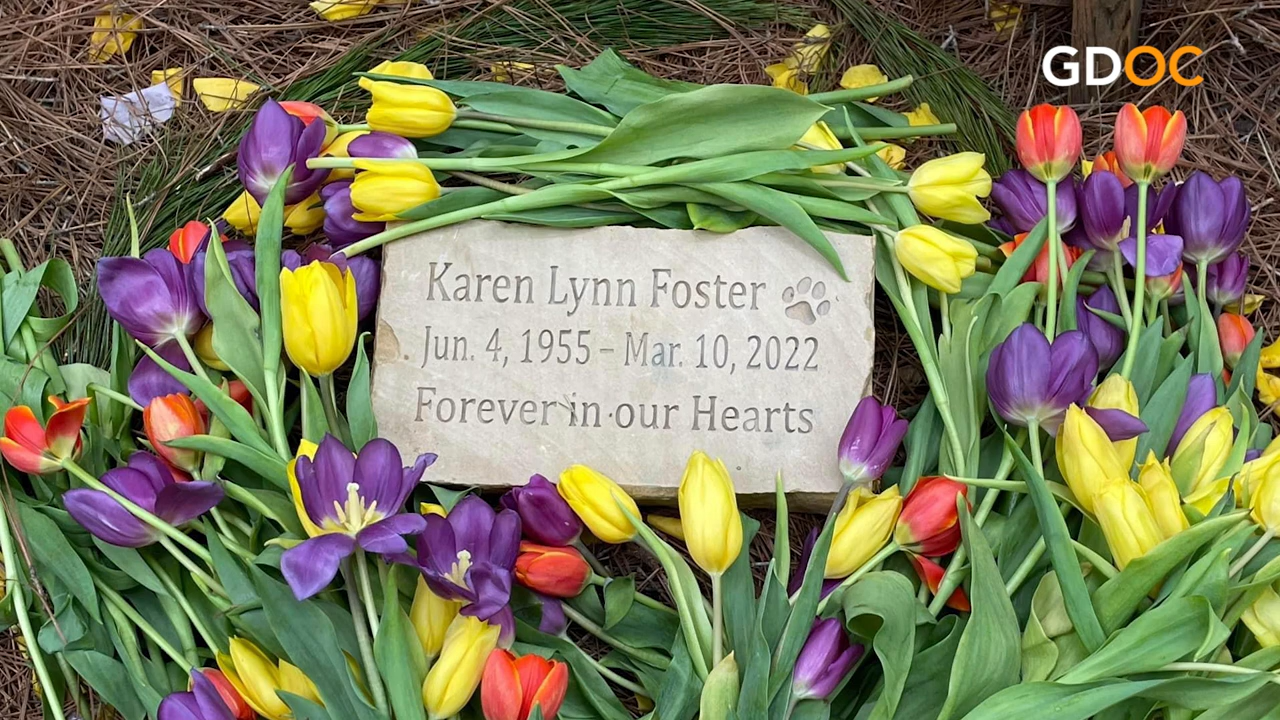 GDOC
Karen Lynn Foster
Jun. 4, 1955 – Mar. 10, 2022
Forever in our Hearts